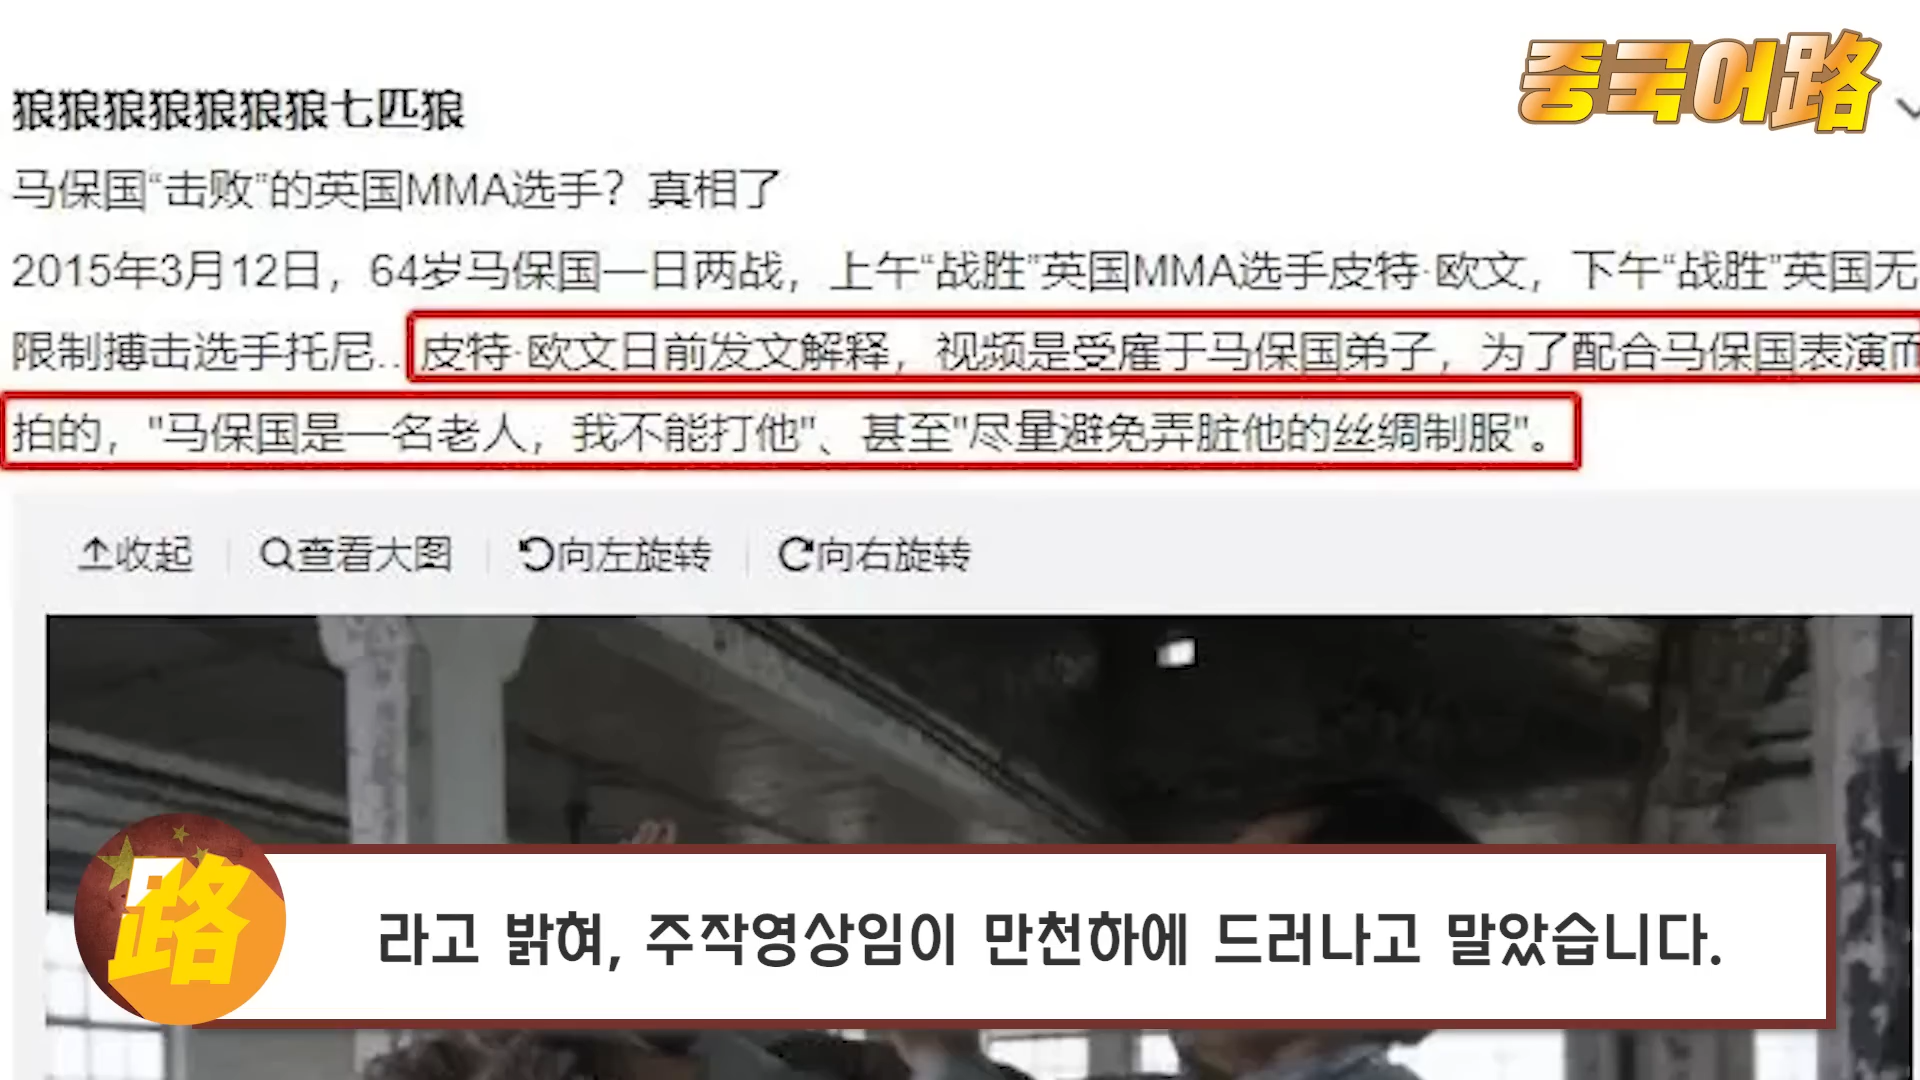 중국어路
狼狼狼狼狼狼狼七匹狼
马保国“击败”的英国MMA选手？真相了
2015年3月12日，64岁马保国一日两战，上午“战胜”英国MMA选手皮特·欧文，下午“战胜”英国无
限制搏击选手托尼...皮特·欧文日前发文解释，视频是受雇于马保国弟子，为了配合马保国表演而
拍的，"马保国是一名老人，我不能打他"、甚至"尽量避免弄脏他的丝绸制服"。
收起 查看大图 向左旋转 向右旋转
路
라고 밝혀, 주작영상임이 만천하에 드러나고 말았습니다.